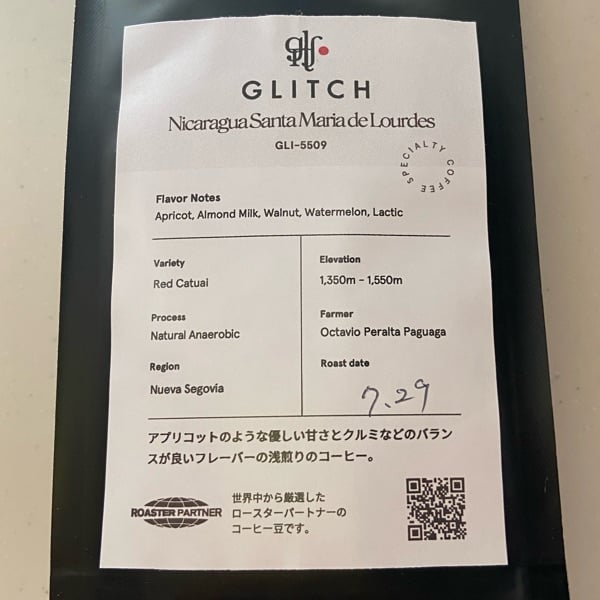 GLITCH
Nicaragua Santa Maria de Lourdes
GLI-5509
SPECIALTY COFFEE
Flavor Notes
Apricot, Almond Milk, Walnut, Watermelon, Lactic
Variety
Red Catuai
Elevation
1,350m - 1,550m
Process
Natural Anaerobic
Farmer
Octavio Peralta Paguaga
Region
Nueva Segovia
Roast date
7.29
アプリコットのような優しい甘さとクルミなどのバラン
スが良いフレーバーの浅煎りのコーヒー。
ROASTER PARTNER
世界中から厳選した
ロースターパートナーの
コーヒー豆です。